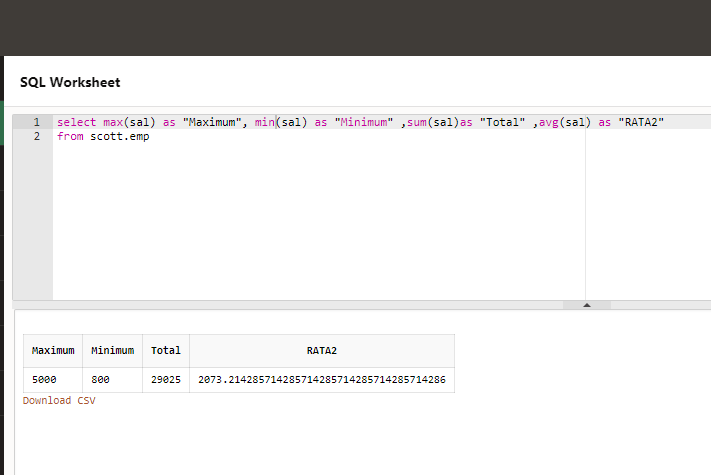 SQL Worksheet
1 select max(sal) as "Maximum", min(sal) as "Minimum" ,sum(sal)as "Total" ,avg(sal) as "RATA2"
2 from scott.emp
Maximum Minimum Total RATA2
5000 800 29025 2073.21428571428571428571428571428571428571
Download CSV